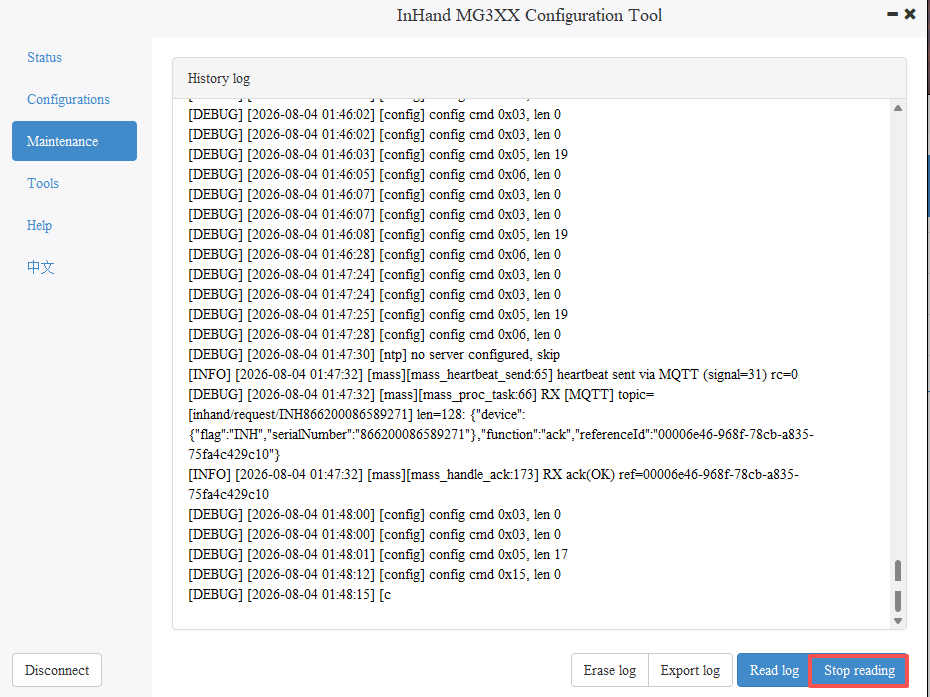 InHand MG3XX Configuration Tool
Status
Configurations
Maintenance
Tools
Help
中文
History log
[DEBUG] [2026-08-04 01:46:02] [config] config cmd 0x03, len 0
[DEBUG] [2026-08-04 01:46:02] [config] config cmd 0x03, len 0
[DEBUG] [2026-08-04 01:46:03] [config] config cmd 0x05, len 19
[DEBUG] [2026-08-04 01:46:05] [config] config cmd 0x06, len 0
[DEBUG] [2026-08-04 01:46:07] [config] config cmd 0x03, len 0
[DEBUG] [2026-08-04 01:46:07] [config] config cmd 0x03, len 0
[DEBUG] [2026-08-04 01:46:08] [config] config cmd 0x05, len 19
[DEBUG] [2026-08-04 01:46:28] [config] config cmd 0x06, len 0
[DEBUG] [2026-08-04 01:47:24] [config] config cmd 0x03, len 0
[DEBUG] [2026-08-04 01:47:24] [config] config cmd 0x03, len 0
[DEBUG] [2026-08-04 01:47:25] [config] config cmd 0x05, len 19
[DEBUG] [2026-08-04 01:47:28] [config] config cmd 0x06, len 0
[DEBUG] [2026-08-04 01:47:30] [ntp] no server configured, skip
[INFO] [2026-08-04 01:47:32] [mass][mass_heartbeat_send:65] heartbeat sent via MQTT (signal=31) rc=0
[DEBUG] [2026-08-04 01:47:32] [mass][mass_proc_task:66] RX [MQTT] topic=
[inhand/request/INH866200086589271] len=128: {"device":
{"flag":"INH","serialNumber":"866200086589271"},"function":"ack","referenceId":"00006e46-968f-78cb-a835-
75fa4c429c10"}
[INFO] [2026-08-04 01:47:32] [mass][mass_handle_ack:173] RX ack(OK) ref=00006e46-968f-78cb-a835-
75fa4c429c10
[DEBUG] [2026-08-04 01:48:00] [config] config cmd 0x03, len 0
[DEBUG] [2026-08-04 01:48:00] [config] config cmd 0x03, len 0
[DEBUG] [2026-08-04 01:48:01] [config] config cmd 0x05, len 17
[DEBUG] [2026-08-04 01:48:12] [config] config cmd 0x15, len 0
[DEBUG] [2026-08-04 01:48:15] [c
Disconnect
Erase log
Export log
Read log
Stop reading